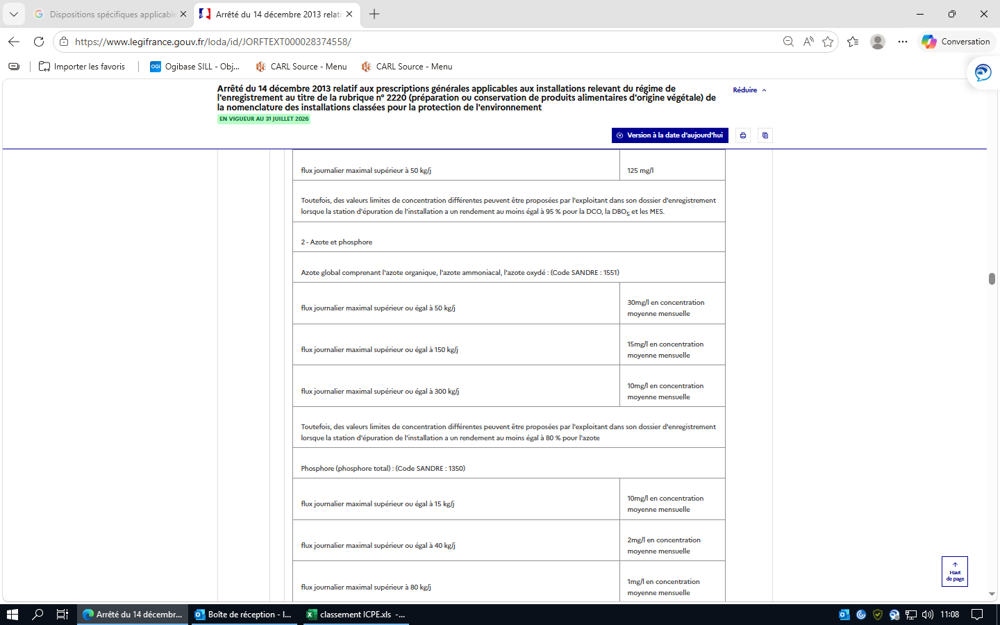 Dispositions spécifiques applicable
Arrêté du 14 décembre 2013 relati
https://www.legifrance.gouv.fr/loda/id/JORFTEXT000028374558/
Conversation
Importer les favoris
OGI
Ogibase SILL - Obj...
CARL Source - Menu
CARL Source - Menu
Arrêté du 14 décembre 2013 relatif aux prescriptions générales applicables aux installations relevant du régime de
l'enregistrement au titre de la rubrique n° 2220 (préparation ou conservation de produits alimentaires d'origine végétale) de
la nomenclature des installations classées pour la protection de l'environnement
Réduire
EN VIGUEUR AU 31 JUILLET 2026
Version à la date d'aujourd'hui
flux journalier maximal supérieur à 50 kg/j
125 mg/l
Toutefois, des valeurs limites de concentration différentes peuvent être proposées par l'exploitant dans son dossier d'enregistrement
lorsque la station d'épuration de l'installation a un rendement au moins égal à 95 % pour la DCO, la DBO5 et les MES.
2 - Azote et phosphore
Azote global comprenant l'azote organique, l'azote ammoniacal, l'azote oxydé : (Code SANDRE : 1551)
flux journalier maximal supérieur ou égal à 50 kg/j
30mg/l en concentration
moyenne mensuelle
flux journalier maximal supérieur ou égal à 150 kg/j
15mg/l en concentration
moyenne mensuelle
flux journalier maximal supérieur ou égal à 300 kg/j
10mg/l en concentration
moyenne mensuelle
Toutefois, des valeurs limites de concentration différentes peuvent être proposées par l'exploitant dans son dossier d'enregistrement
lorsque la station d'épuration de l'installation a un rendement au moins égal à 80 % pour l'azote
Phosphore (phosphore total) : (Code SANDRE : 1350)
flux journalier maximal supérieur ou égal à 15 kg/j
10mg/l en concentration
moyenne mensuelle
flux journalier maximal supérieur ou égal à 40 kg/j
2mg/l en concentration
moyenne mensuelle
flux journalier maximal supérieur à 80 kg/j
1mg/l en concentration
moyenne mensuelle
Haut
de page
Arrêté du 14 décembr...
Boîte de réception - I...
classement ICPE.xls -...
11:08